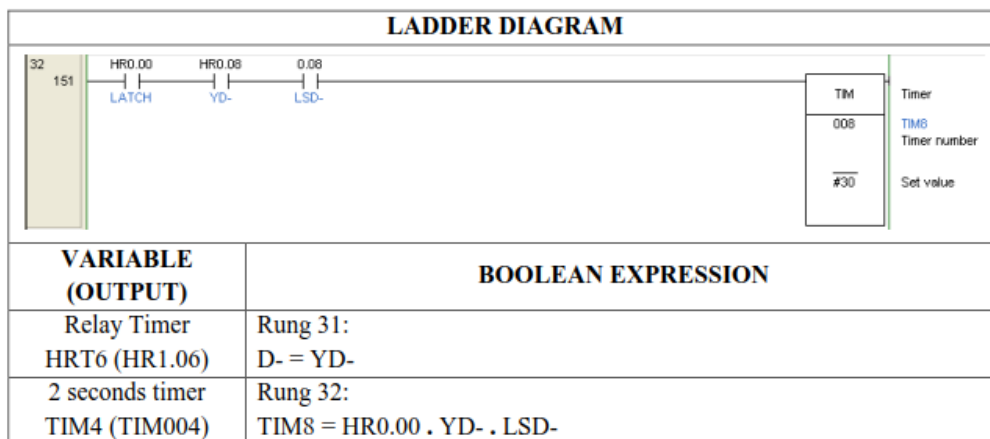 LADDER DIAGRAM
32
151
HR0.00 HR0.08 0.08
LATCH YD- LSD-
TIM Timer
008 TIM8
Timer number
#30 Set value
VARIABLE
(OUTPUT)
BOOLEAN EXPRESSION
Relay Timer
HRT6 (HR1.06)
Rung 31:
D- = YD-
2 seconds timer
TIM4 (TIM004)
Rung 32:
TIM8 = HR0.00 . YD- . LSD-